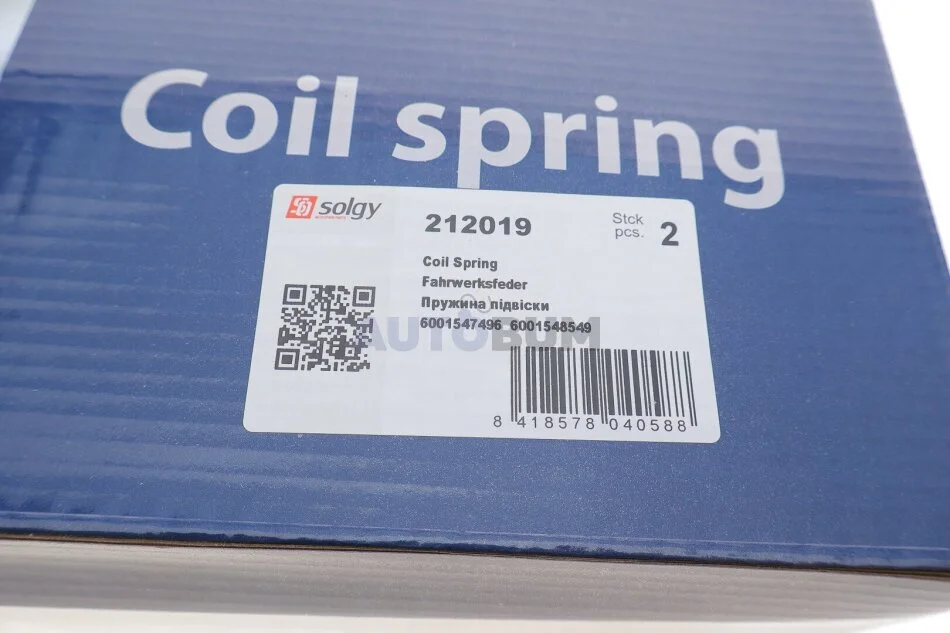 Coil spring
solgy
212019
Stck
pcs. 2
Coil Spring
Fahrwerksfeder
Пружина підвіски
6001547496 6001548549
AUTOBUM
8 418578 040588